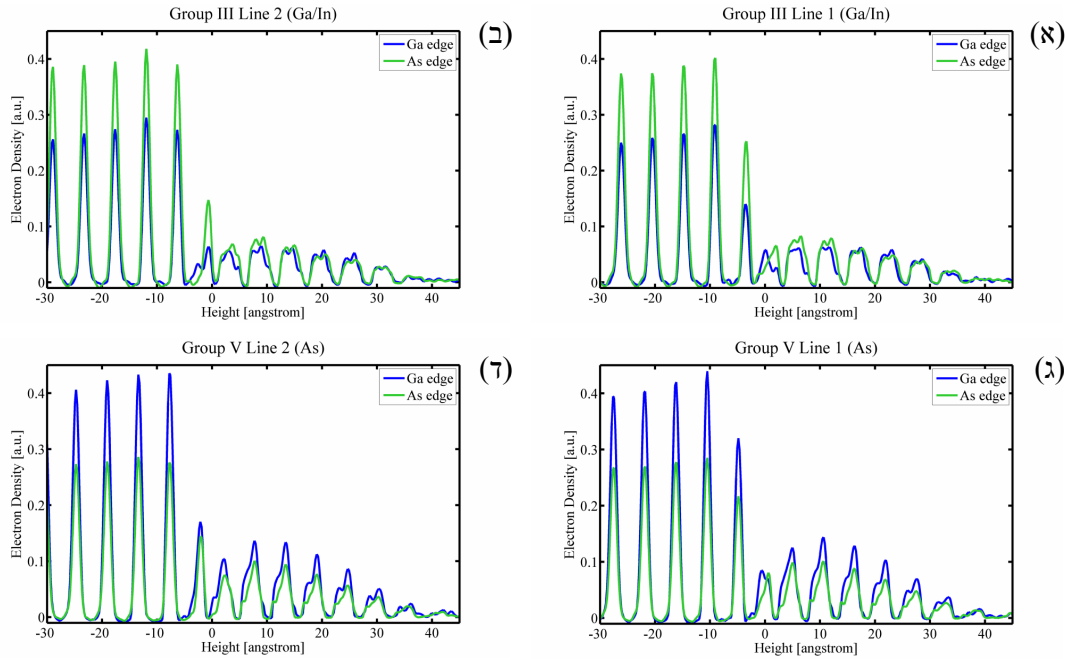 Group III Line 1 (Ga/In)
(א)
Electron Density [a.u.]
0.4
0.3
0.2
0.1
0
Ga edge
As edge
-30 -20 -10 0 10 20 30 40
Height [angstrom]
Group III Line 2 (Ga/In)
(ב)
Electron Density [a.u.]
0.4
0.3
0.2
0.1
0
Ga edge
As edge
-30 -20 -10 0 10 20 30 40
Height [angstrom]
Group V Line 1 (As)
(ג)
Electron Density [a.u.]
0.4
0.3
0.2
0.1
0
Ga edge
As edge
-30 -20 -10 0 10 20 30 40
Height [angstrom]
Group V Line 2 (As)
(ד)
Electron Density [a.u.]
0.4
0.3
0.2
0.1
0
Ga edge
As edge
-30 -20 -10 0 10 20 30 40
Height [angstrom]